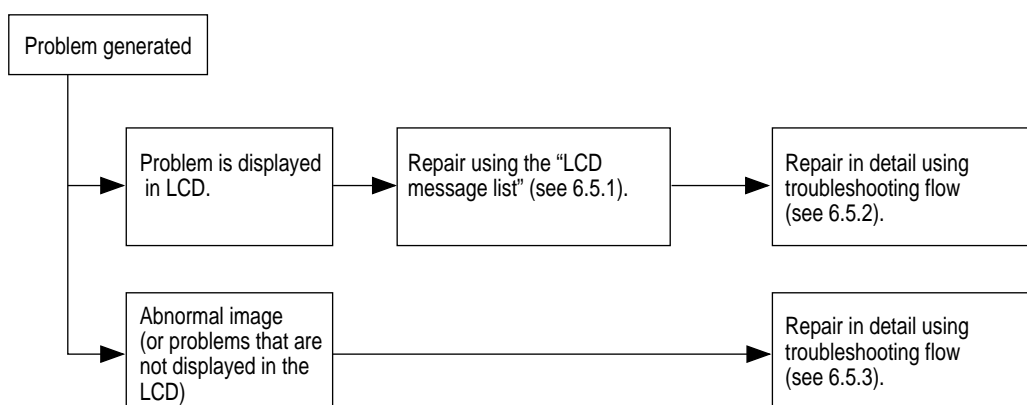 Problem generated
Problem is displayed
in LCD.
Repair using the “LCD
message list” (see 6.5.1).
Repair in detail using
troubleshooting flow
(see 6.5.2).
Abnormal image
(or problems that are
not displayed in the
LCD)
Repair in detail using
troubleshooting flow
(see 6.5.3).